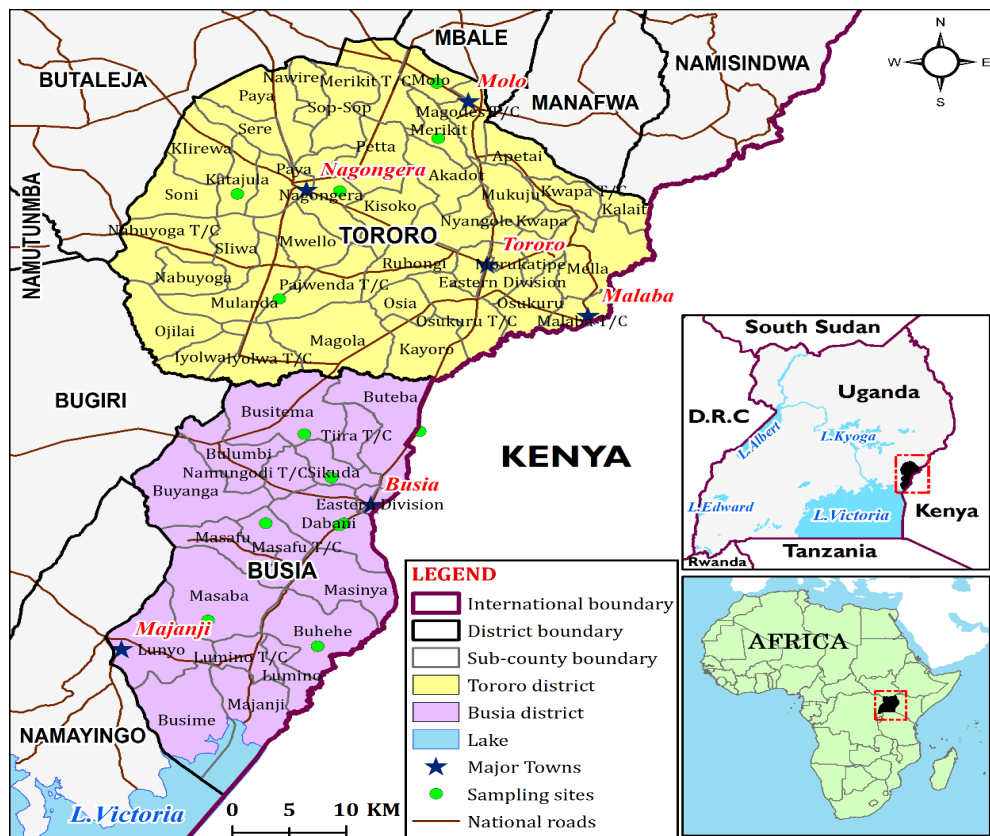 MBALE
N
W E
S
BUTALEJA
NAMISINDWA
MANAFWA
Nawire
Merikit T/C
Molo
Molo
Paya
Sop-Sop
Magodes T/C
Merikit
Sere
Petta
KIirewa
Apetai
Paya
Nagongera
Akadot
Katajula
Soni
Nagongera
Mukuju
Kwapa T/C
Kisoko
Kalait
NAMUTUNMBA
Nabuyoga T/C
Nyangole
Kwapa
SIiwa
Mwello
TORORO
Tororo
Ruhongi
Morukatipe
Mella
Nabuyoga
Pajwenda T/C
Eastern Division
Malaba
Mulanda
Osia
Osukuru
Osukuru T/C
Malaba T/C
Ojilai
Magola
Kayoro
Iyolwa
Iyolwa T/C
BUGIRI
Buteba
Busitema
Tiira T/C
KENYA
Bulumbi
Namungodi T/C
Sikuda
Busia
Buyanga
Eastern Division
Dabani
Masafu
Masafu T/C
BUSIA
Masaba
Masinya
Majanji
Buhehe
Lunyo
Lumino T/C
Lumino
Majanji
Busime
NAMAYINGO
L.Victoria
0 5 10 KM
LEGEND
International boundary
District boundary
Sub-county boundary
Tororo district
Busia district
Lake
Major Towns
Sampling sites
National roads
South Sudan
Uganda
D.R.C
L.Albert
L.Kyoga
L.Edward
L.Victoria
Kenya
Tanzania
Rwanda
AFRICA